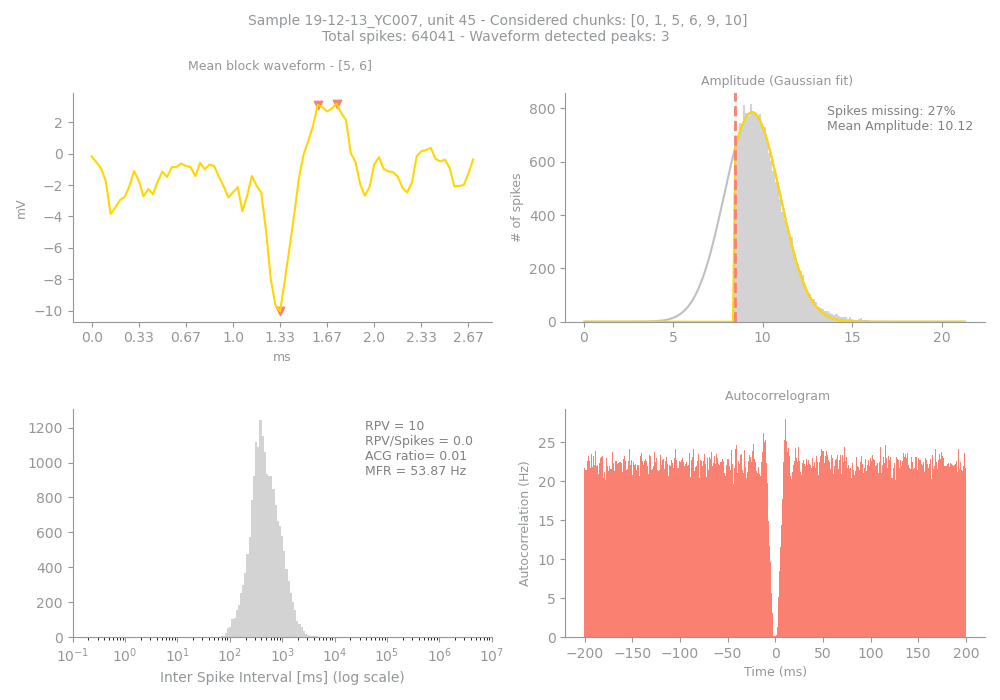 Sample 19-12-13_YC007, unit 45 - Considered chunks: [0, 1, 5, 6, 9, 10]
Total spikes: 64041 - Waveform detected peaks: 3
Mean block waveform - [5, 6]
2
0
−2
−4
−6
−8
−10
mV
0.0 0.33 0.67 1.0 1.33 1.67 2.0 2.33 2.67
ms
Amplitude (Gaussian fit)
Spikes missing: 27%
Mean Amplitude: 10.12
800
600
400
200
0
# of spikes
0 5 10 15 20
1200
1000
800
600
400
200
0
RPV = 10
RPV/Spikes = 0.0
ACG ratio= 0.01
MFR = 53.87 Hz
10⁻¹ 10⁰ 10¹ 10² 10³ 10⁴ 10⁵ 10⁶ 10⁷
Inter Spike Interval [ms] (log scale)
Autocorrelogram
25
20
15
10
5
0
Autocorrelation (Hz)
−200 −150 −100 −50 0 50 100 150 200
Time (ms)